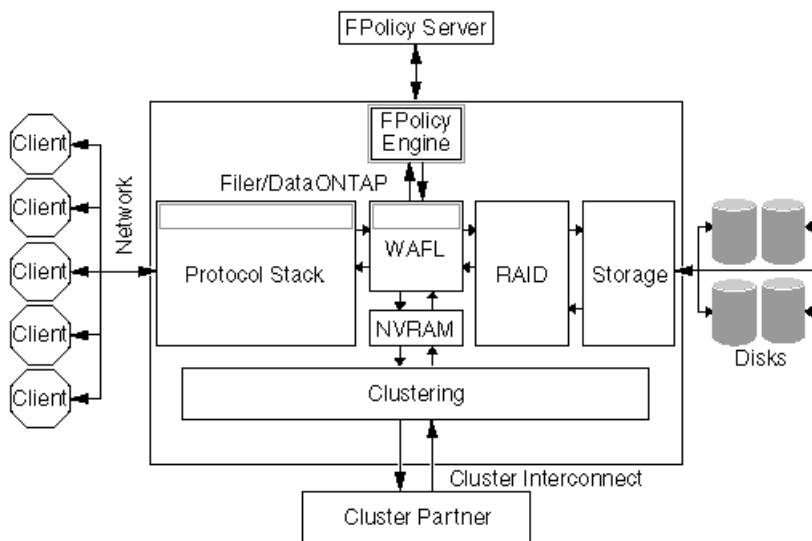 FPolicy Server
FPolicy
Engine
Filer/DataONTAP
Client
Client
Client
Client
Client
Network
Protocol Stack
WAFL
RAID
Storage
NVRAM
Disks
Clustering
Cluster Interconnect
Cluster Partner